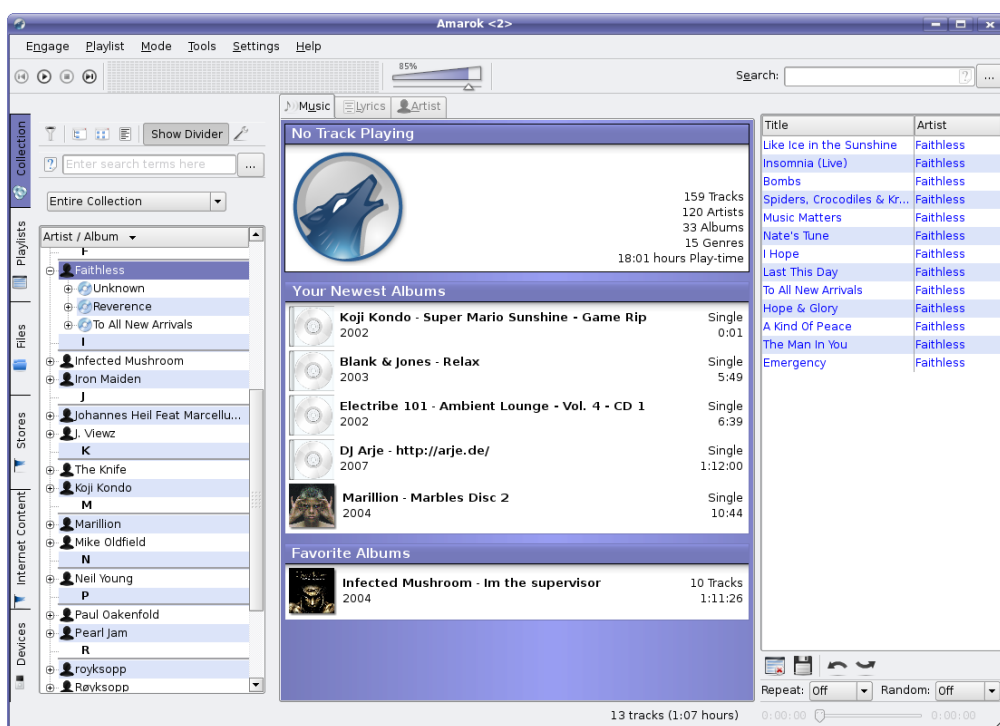 Amarok <2>
Engage Playlist Mode Tools Settings Help
85%
Search:
...
Music Lyrics Artist
Collection
Playlists
Files
Stores
Internet Content
Devices
Show Divider
Enter search terms here
...
Entire Collection
Artist / Album
F
Faithless
Unknown
Reverence
To All New Arrivals
I
Infected Mushroom
Iron Maiden
J
Johannes Heil Feat Marcellu...
J. Viewz
K
The Knife
Koji Kondo
M
Marillion
Mike Oldfield
N
Neil Young
P
Paul Oakenfold
Pearl Jam
R
royksopp
Røyksopp
No Track Playing
159 Tracks
120 Artists
33 Albums
15 Genres
18:01 hours Play-time
Your Newest Albums
Koji Kondo - Super Mario Sunshine - Game Rip Single
2002 0:01
Blank & Jones - Relax Single
2003 5:49
Electribe 101 - Ambient Lounge - Vol. 4 - CD 1 Single
2002 6:39
DJ Arje - http://arje.de/ Single
2007 1:12:00
Marillion - Marbles Disc 2 Single
2004 10:44
Favorite Albums
Infected Mushroom - Im the supervisor 10 Tracks
2004 1:11:26
Title Artist
Like Ice in the Sunshine Faithless
Insomnia (Live) Faithless
Bombs Faithless
Spiders, Crocodiles & Kr... Faithless
Music Matters Faithless
Nate's Tune Faithless
I Hope Faithless
Last This Day Faithless
To All New Arrivals Faithless
Hope & Glory Faithless
A Kind Of Peace Faithless
The Man In You Faithless
Emergency Faithless
Repeat: Off Random: Off
13 tracks (1:07 hours) 0:00:00 0:00:00